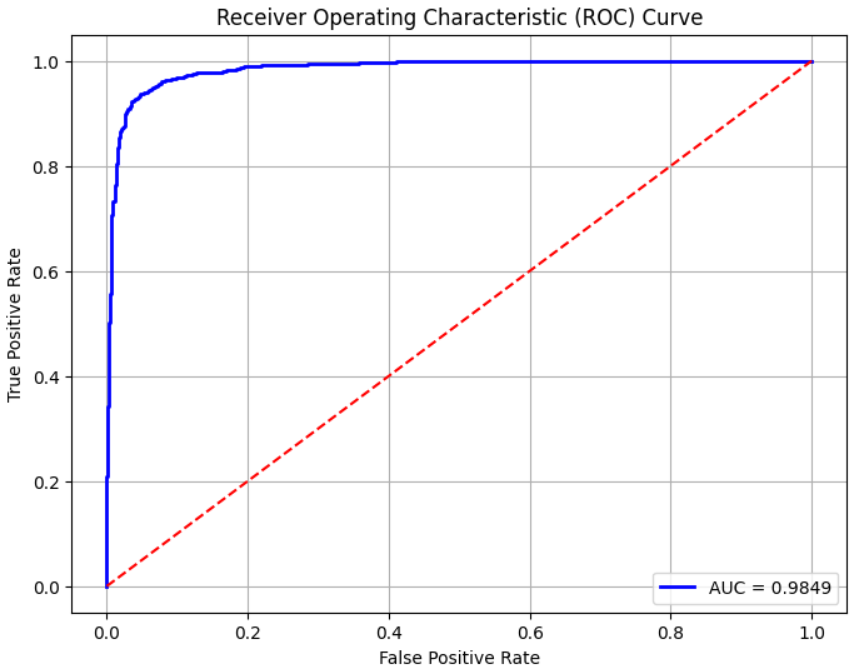 Receiver Operating Characteristic (ROC) Curve
1.0
0.8
0.6
0.4
0.2
0.0
True Positive Rate
AUC = 0.9849
0.0 0.2 0.4 0.6 0.8 1.0
False Positive Rate